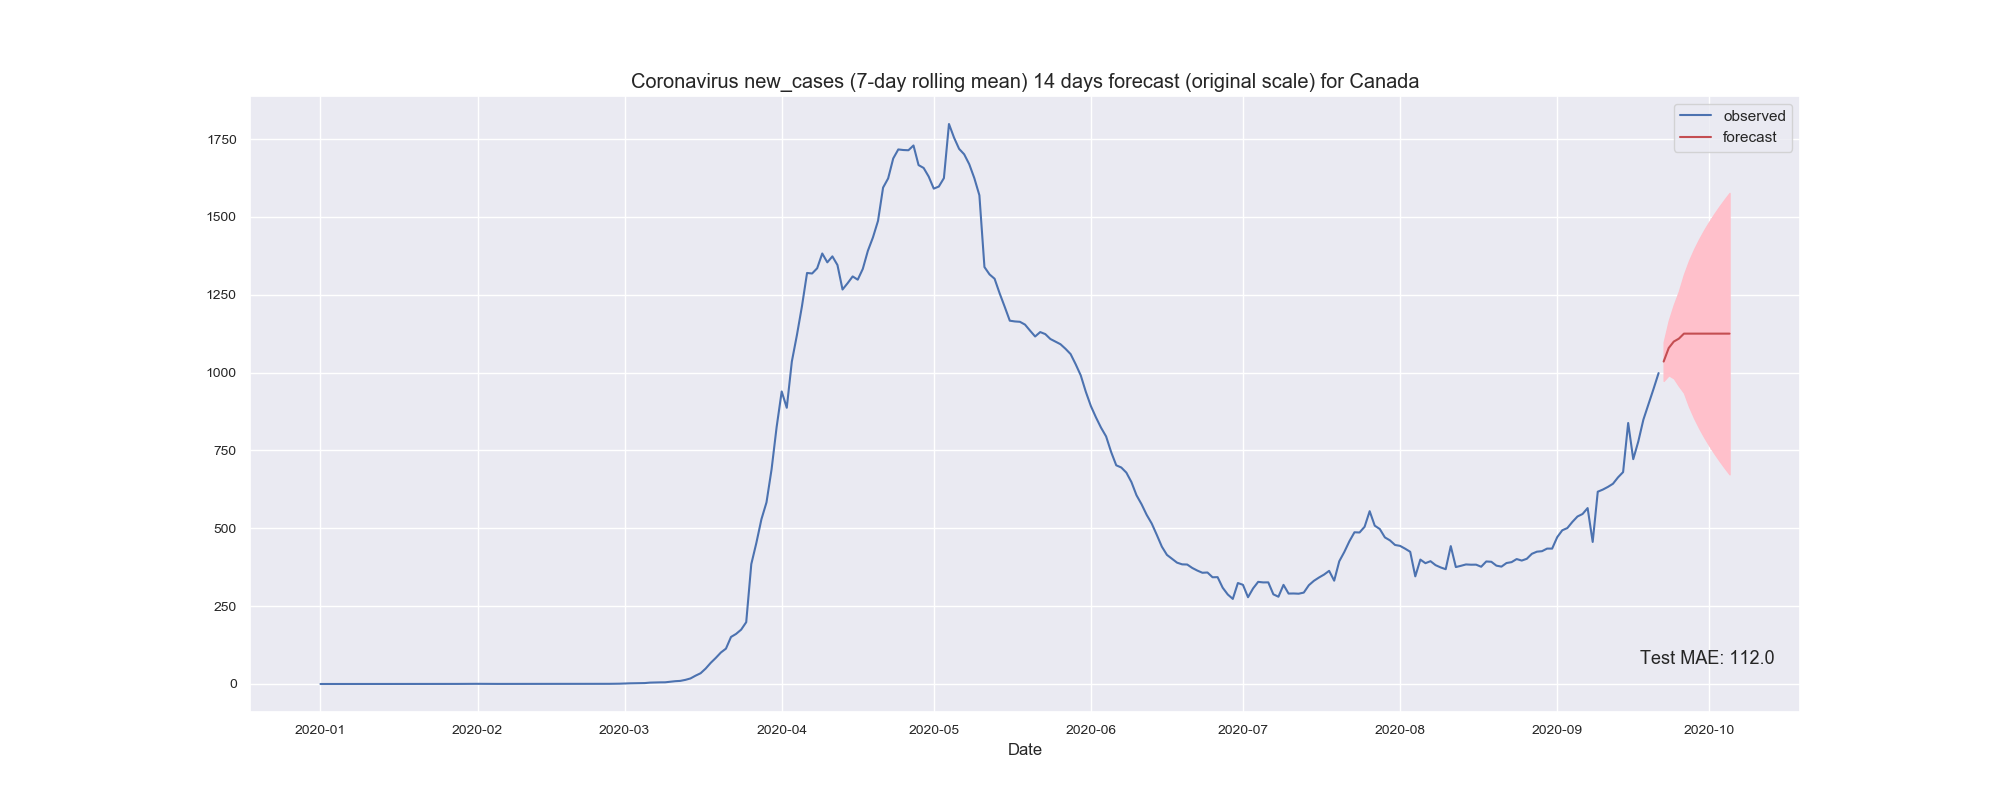 Coronavirus new_cases (7-day rolling mean) 14 days forecast (original scale) for Canada
observed
forecast
1750
1500
1250
1000
750
500
250
0
Test MAE: 112.0
2020-01 2020-02 2020-03 2020-04 2020-05 2020-06 2020-07 2020-08 2020-09 2020-10
Date